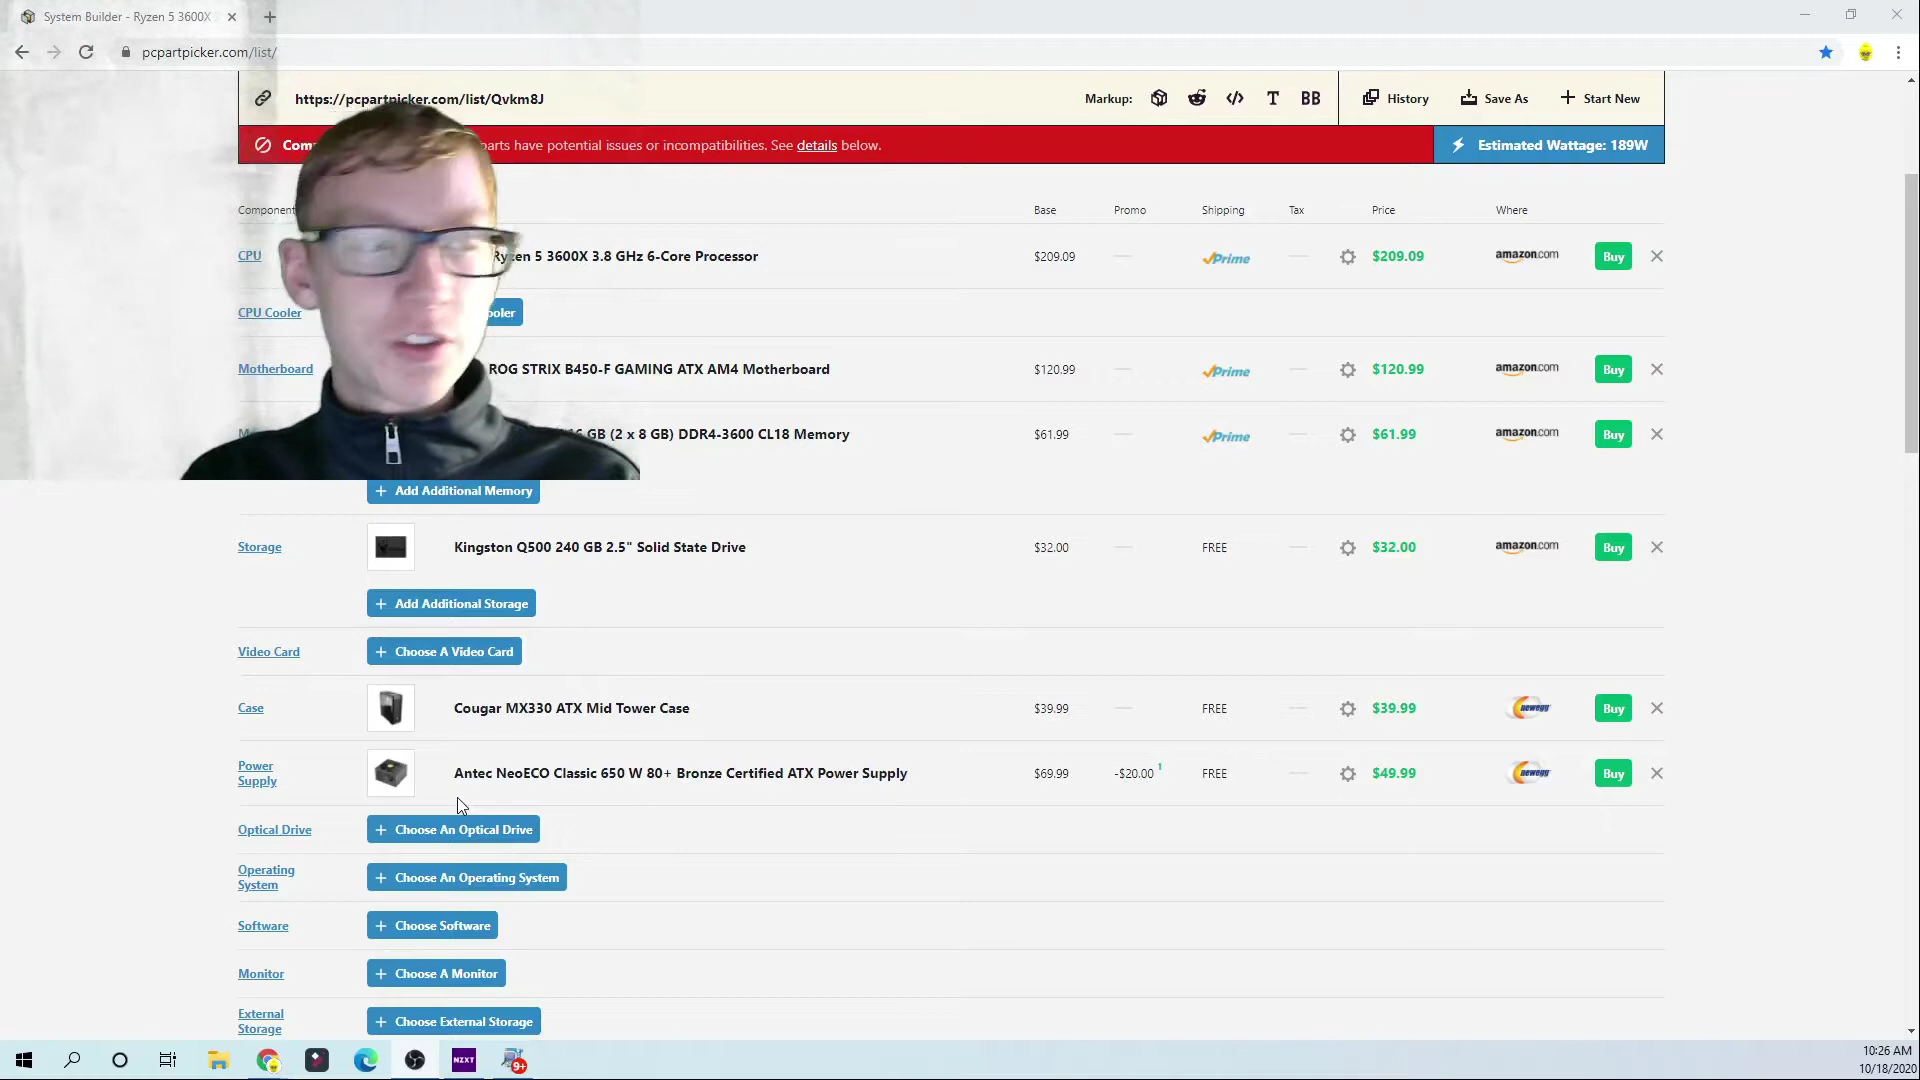 System Builder - Ryzen 5 3600X
pcpartpicker.com/list/
https://pcpartpicker.com/list/Qvkm8J
Markup:
BB
History
Save As
Start New
parts have potential issues or incompatibilities. See details below.
Estimated Wattage: 189W
Component
Base
Promo
Shipping
Tax
Price
Where
CPU
Ryzen 5 3600X 3.8 GHz 6-Core Processor
$209.09
Prime
$209.09
amazon.com
Buy
CPU Cooler
Motherboard
ROG STRIX B450-F GAMING ATX AM4 Motherboard
$120.99
Prime
$120.99
amazon.com
Buy
GB (2 x 8 GB) DDR4-3600 CL18 Memory
$61.99
Prime
$61.99
amazon.com
Buy
Add Additional Memory
Storage
Kingston Q500 240 GB 2.5" Solid State Drive
$32.00
FREE
$32.00
amazon.com
Buy
Add Additional Storage
Video Card
Choose A Video Card
Case
Cougar MX330 ATX Mid Tower Case
$39.99
FREE
$39.99
newegg
Buy
Power
Supply
Antec NeoECO Classic 650 W 80+ Bronze Certified ATX Power Supply
$69.99
-$20.00 1
FREE
$49.99
newegg
Buy
Optical Drive
Choose An Optical Drive
Operating
System
Choose An Operating System
Software
Choose Software
Monitor
Choose A Monitor
External
Storage
Choose External Storage
NZXT
9+
10:26 AM
10/18/2020